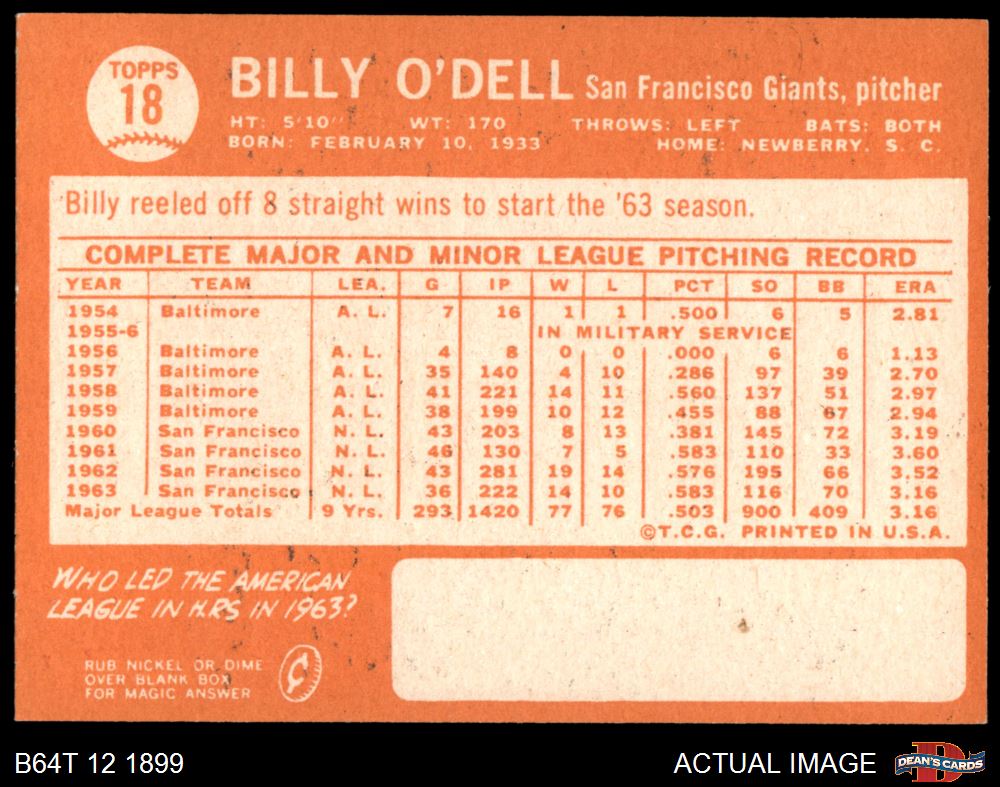 TOPPS
18
BILLY O'DELL San Francisco Giants, pitcher
HT: 5'10" WT: 170 THROWS: LEFT BATS: BOTH
BORN: FEBRUARY 10, 1933 HOME: NEWBERRY, S. C.
Billy reeled off 8 straight wins to start the '63 season.
COMPLETE MAJOR AND MINOR LEAGUE PITCHING RECORD
YEAR TEAM LEA. G IP W L PCT SO BB ERA
1954 Baltimore A. L. 7 16 1 1 .500 6 5 2.81
1955-6 IN MILITARY SERVICE
1956 Baltimore A. L. 4 8 0 0 .000 6 6 1.13
1957 Baltimore A. L. 35 140 4 10 .286 97 39 2.70
1958 Baltimore A. L. 41 221 14 11 .560 137 51 2.97
1959 Baltimore A. L. 38 199 10 12 .455 88 67 2.94
1960 San Francisco N. L. 43 203 8 13 .381 145 72 3.19
1961 San Francisco N. L. 46 130 7 5 .583 110 33 3.60
1962 San Francisco N. L. 43 281 19 14 .576 195 66 3.52
1963 San Francisco N. L. 36 222 14 10 .583 116 70 3.16
Major League Totals 9 Yrs. 293 1420 77 76 .503 900 409 3.16
©T.C.G. PRINTED IN U.S.A.
WHO LED THE AMERICAN
LEAGUE IN H.RS IN 1963?
RUB NICKEL OR DIME
OVER BLANK BOX
FOR MAGIC ANSWER
B64T 12 1899 ACTUAL IMAGE DEAN'S CARDS